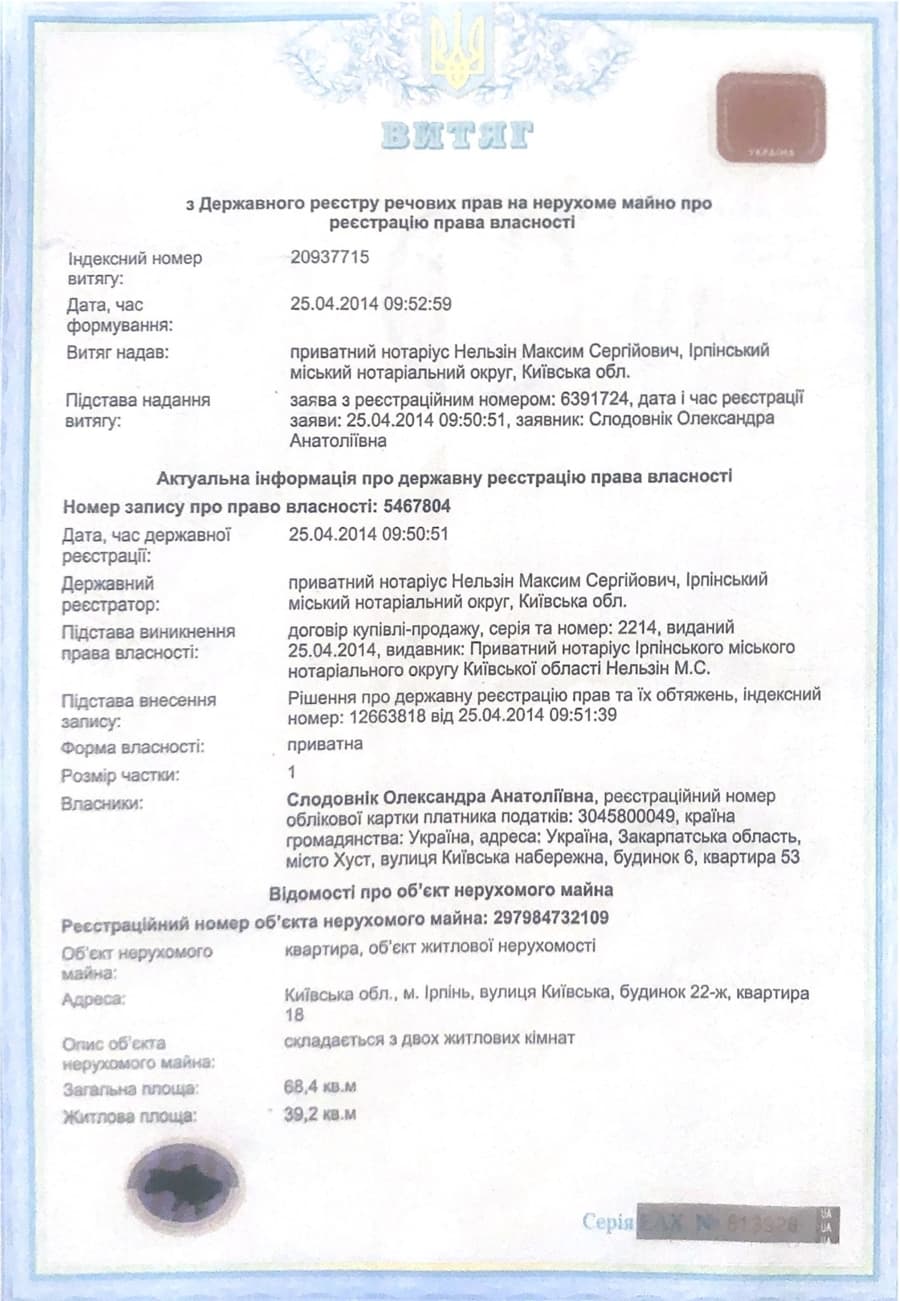 ВИТЯГ
УКРАЇНА
з Державного реєстру речових прав на нерухоме майно про
реєстрацію права власності
Індексний номер 20937715
витягу:
Дата, час 25.04.2014 09:52:59
формування:
Витяг надав: приватний нотаріус Нельзін Максим Сергійович, Ірпінський
міський нотаріальний округ, Київська обл.
Підстава надання заява з реєстраційним номером: 6391724, дата і час реєстрації
витягу: заяви: 25.04.2014 09:50:51, заявник: Слодовнік Олександра
Анатоліївна
Актуальна інформація про державну реєстрацію права власності
Номер запису про право власності: 5467804
Дата, час державної 25.04.2014 09:50:51
реєстрації:
Державний приватний нотаріус Нельзін Максим Сергійович, Ірпінський
реєстратор: міський нотаріальний округ, Київська обл.
Підстава виникнення договір купівлі-продажу, серія та номер: 2214, виданий
права власності: 25.04.2014, видавник: Приватний нотаріус Ірпінського міського
нотаріального округу Київської області Нельзін М.С.
Підстава внесення Рішення про державну реєстрацію прав та їх обтяжень, індексний
запису: номер: 12663818 від 25.04.2014 09:51:39
Форма власності: приватна
Розмір частки: 1
Власники: Слодовнік Олександра Анатоліївна, реєстраційний номер
облікової картки платника податків: 3045800049, країна
громадянства: Україна, адреса: Україна, Закарпатська область,
місто Хуст, вулиця Київська набережна, будинок 6, квартира 53
Відомості про об'єкт нерухомого майна
Реєстраційний номер об'єкта нерухомого майна: 297984732109
Об'єкт нерухомого квартира, об'єкт житлової нерухомості
майна:
Адреса: Київська обл., м. Ірпінь, вулиця Київська, будинок 22-ж, квартира
18
Опис об'єкта складається з двох житлових кімнат
нерухомого майна:
Загальна площа: 68,4 кв.м
Житлова площа: 39,2 кв.м
Серія ЕАХ № 813528
UA
UA
UA